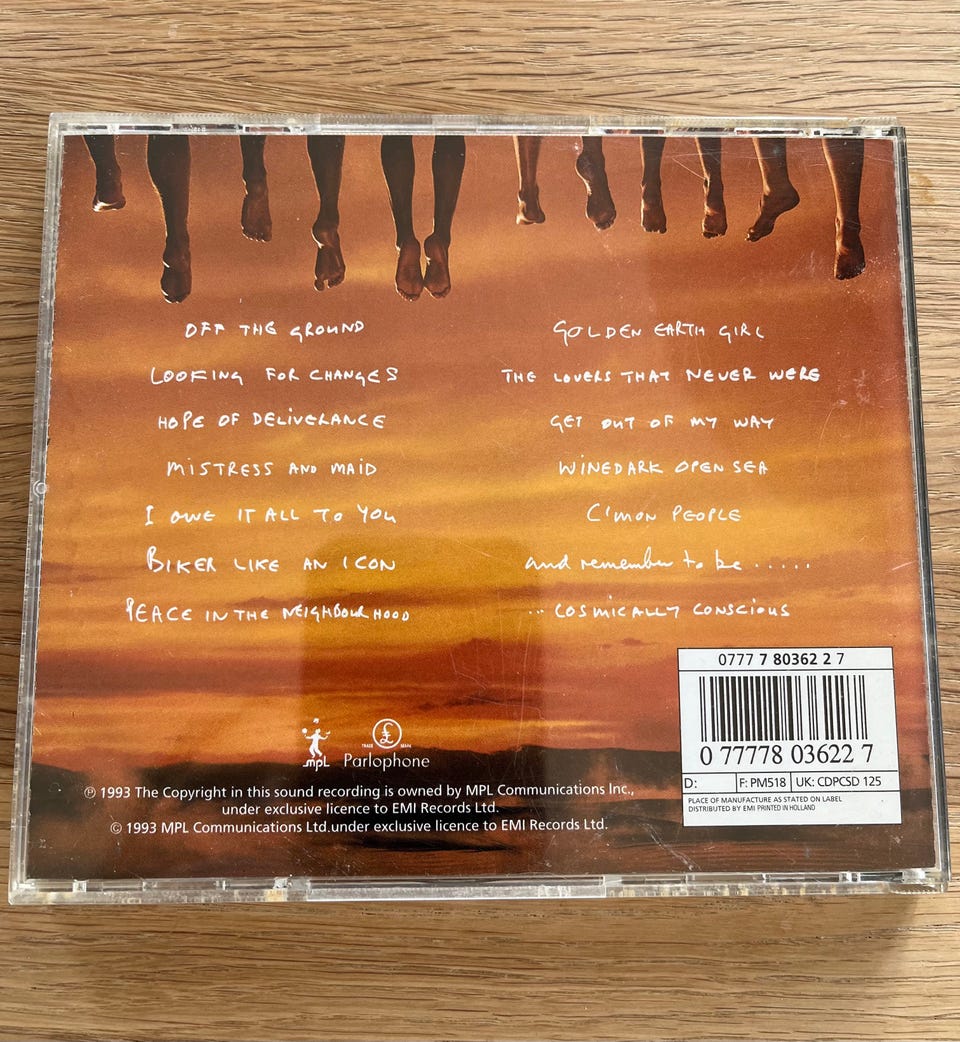 OFF THE GROUND
LOOKING FOR CHANGES
HOPE OF DELIVERANCE
MISTRESS AND MAID
I OWE IT ALL TO YOU
BIKER LIKE AN ICON
PEACE IN THE NEIGHBOURHOOD
GOLDEN EARTH GIRL
THE LOVERS THAT NEVER WERE
GET OUT OF MY WAY
WINEDARK OPEN SEA
C'MON PEOPLE
and remember to be .....
... COSMICALLY CONSCIOUS
0777 7 80362 2 7
0 77778 03622 7
D: F: PM518 UK: CDPCSD 125
PLACE OF MANUFACTURE AS STATED ON LABEL
DISTRIBUTED BY EMI PRINTED IN HOLLAND
mpL
TRADE £ MARK
Parlophone
℗ 1993 The Copyright in this sound recording is owned by MPL Communications Inc.,
under exclusive licence to EMI Records Ltd.
© 1993 MPL Communications Ltd.under exclusive licence to EMI Records Ltd.